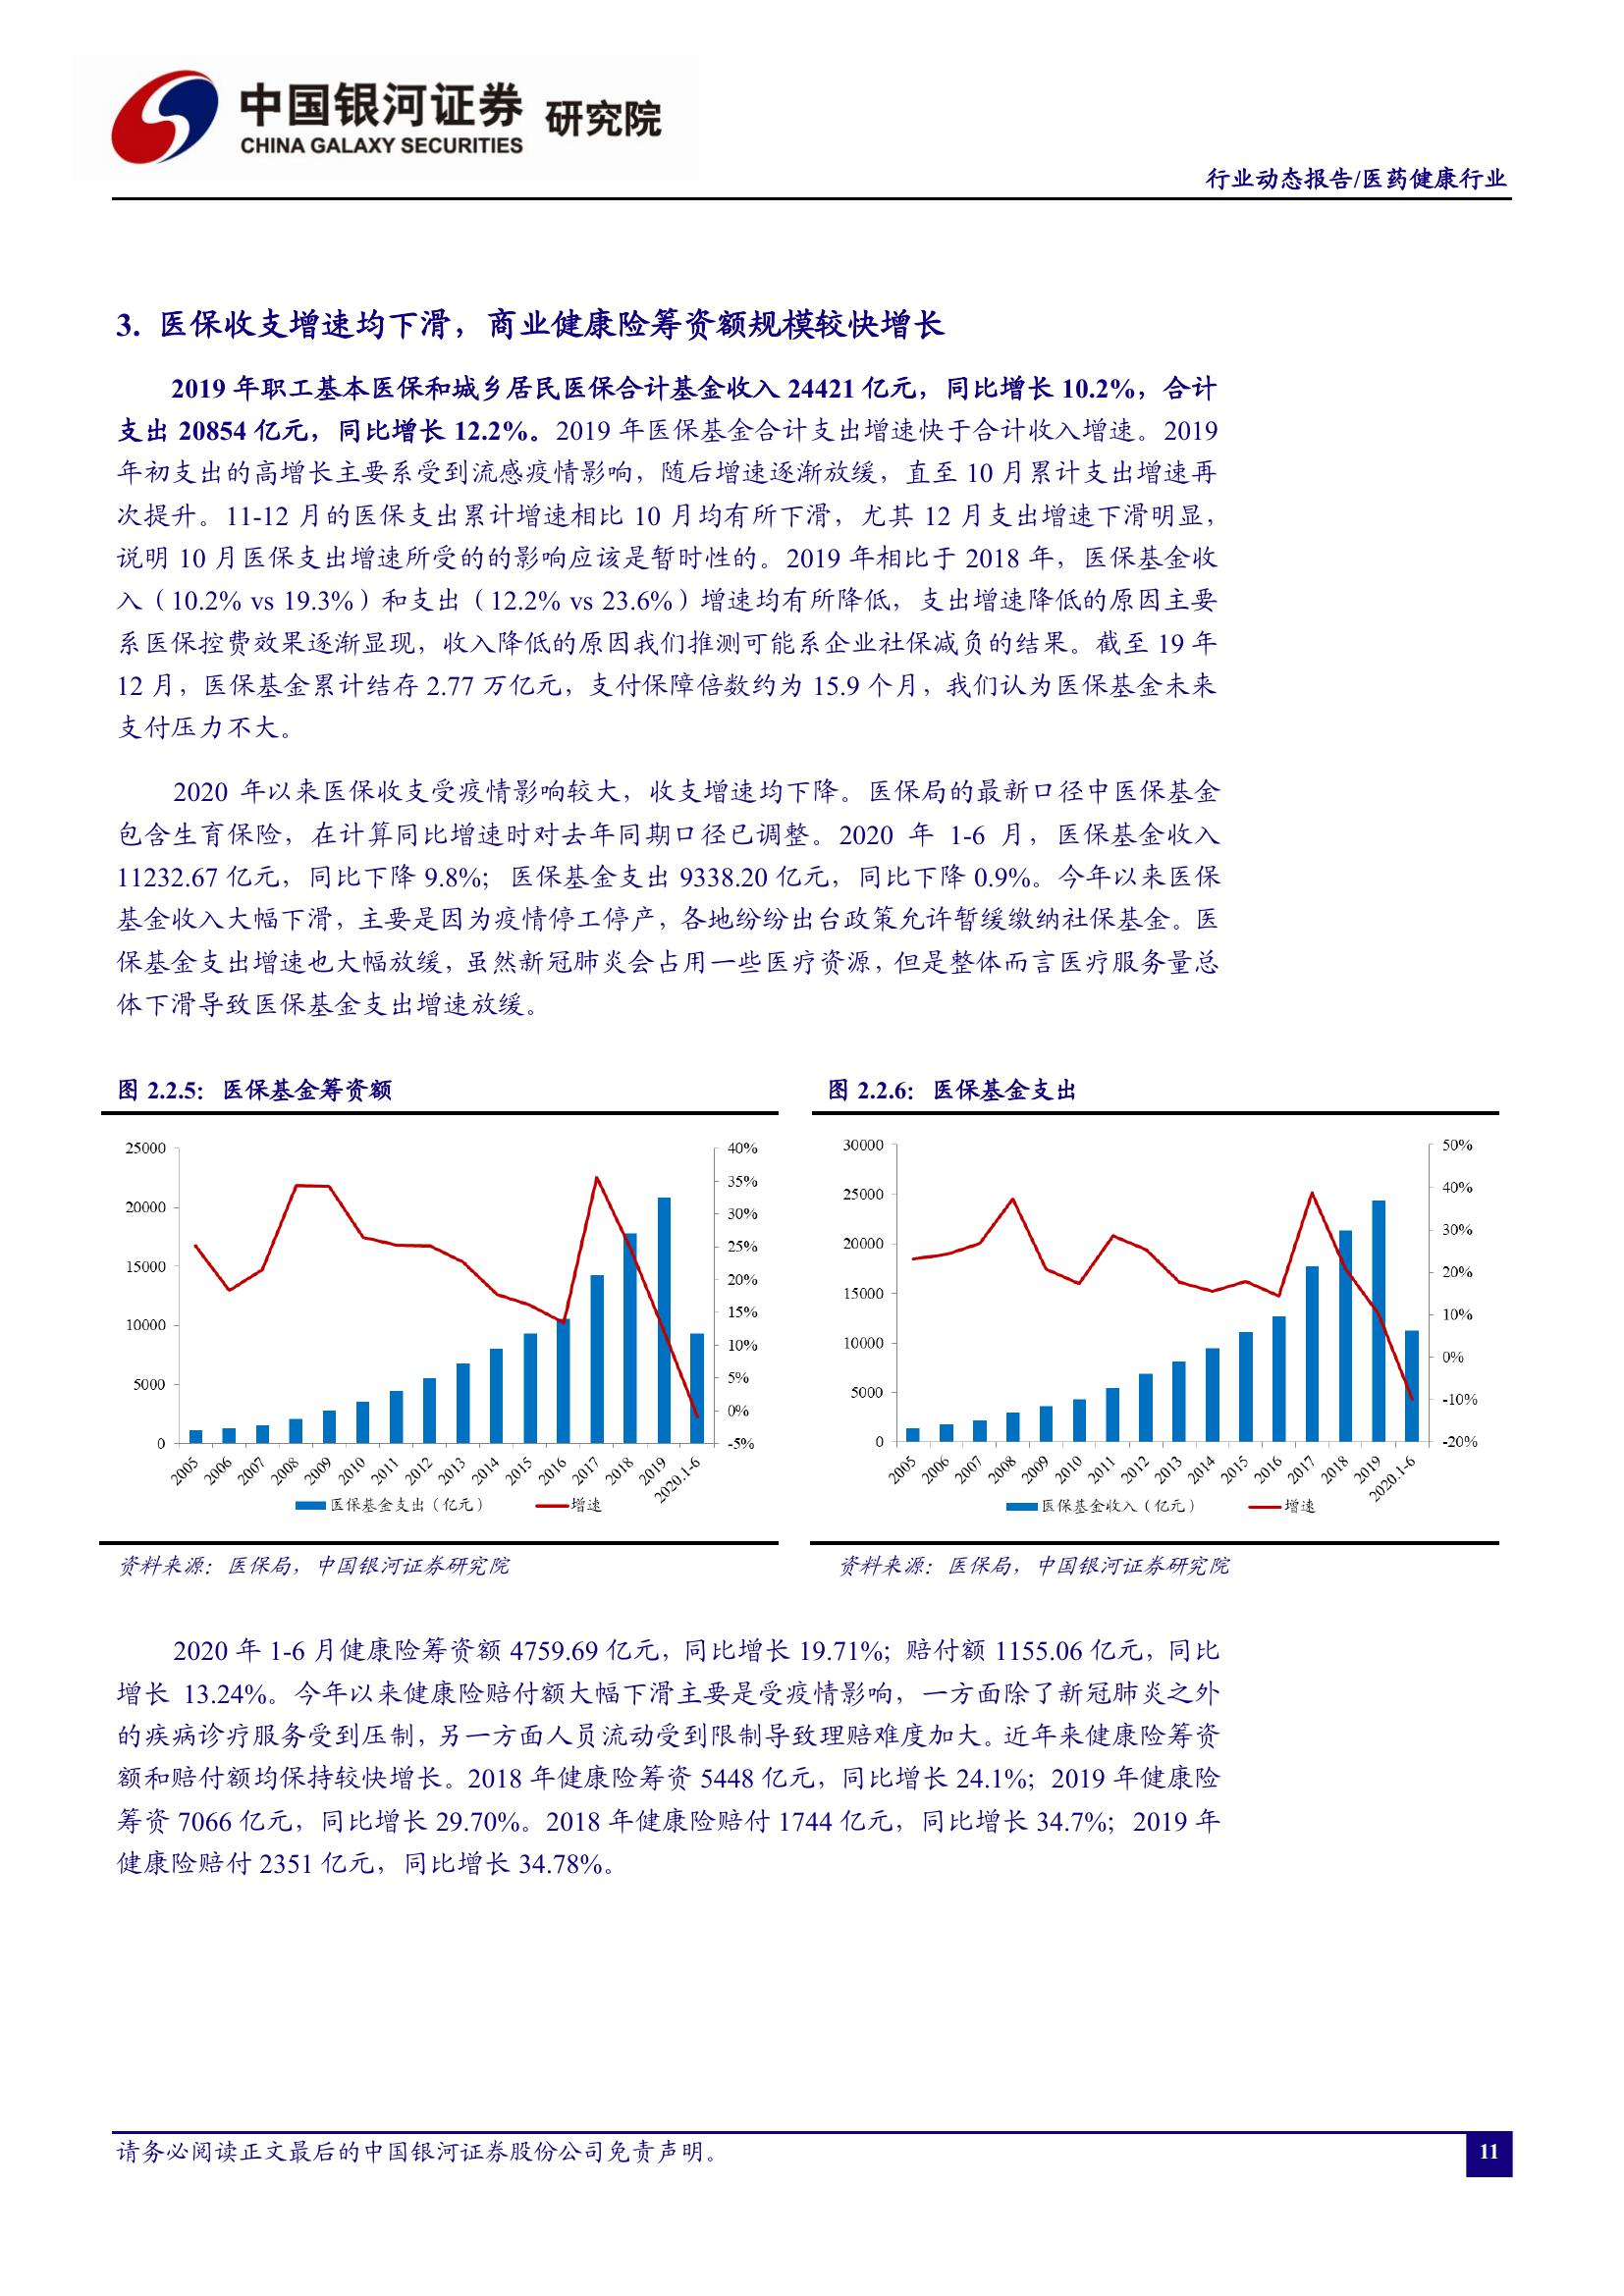 中国银河证券 研究院
CHINA GALAXY SECURITIES
行业动态报告/医药健康行业
3. 医保收支增速均下滑，商业健康险筹资额规模较快增长
2019 年职工基本医保和城乡居民医保合计基金收入 24421 亿元，同比增长 10.2%，合计
支出 20854 亿元，同比增长 12.2%。2019 年医保基金合计支出增速快于合计收入增速。2019
年初支出的高增长主要系受到流感疫情影响，随后增速逐渐放缓，直至 10 月累计支出增速再
次提升。11-12 月的医保支出累计增速相比 10 月均有所下滑，尤其 12 月支出增速下滑明显，
说明 10 月医保支出增速所受的的影响应该是暂时性的。2019 年相比于 2018 年，医保基金收
入（10.2% vs 19.3%）和支出（12.2% vs 23.6%）增速均有所降低，支出增速降低的原因主要
系医保控费效果逐渐显现，收入降低的原因我们推测可能系企业社保减负的结果。截至 19 年
12 月，医保基金累计结存 2.77 万亿元，支付保障倍数约为 15.9 个月，我们认为医保基金未来
支付压力不大。
2020 年以来医保收支受疫情影响较大，收支增速均下降。医保局的最新口径中医保基金
包含生育保险，在计算同比增速时对去年同期口径已调整。2020 年 1-6 月，医保基金收入
11232.67 亿元，同比下降 9.8%；医保基金支出 9338.20 亿元，同比下降 0.9%。今年以来医保
基金收入大幅下滑，主要是因为疫情停工停产，各地纷纷出台政策允许暂缓缴纳社保基金。医
保基金支出增速也大幅放缓，虽然新冠肺炎会占用一些医疗资源，但是整体而言医疗服务量总
体下滑导致医保基金支出增速放缓。
图 2.2.5：医保基金筹资额
25000
20000
15000
10000
5000
0
40%
35%
30%
25%
20%
15%
10%
5%
0%
-5%
2005 2006 2007 2008 2009 2010 2011 2012 2013 2014 2015 2016 2017 2018 2019 2020.1-6
医保基金支出（亿元） 增速
资料来源：医保局，中国银河证券研究院
图 2.2.6：医保基金支出
30000
25000
20000
15000
10000
5000
0
50%
40%
30%
20%
10%
0%
-10%
-20%
2005 2006 2007 2008 2009 2010 2011 2012 2013 2014 2015 2016 2017 2018 2019 2020.1-6
医保基金收入（亿元） 增速
资料来源：医保局，中国银河证券研究院
2020 年 1-6 月健康险筹资额 4759.69 亿元，同比增长 19.71%；赔付额 1155.06 亿元，同比
增长 13.24%。今年以来健康险赔付额大幅下滑主要是受疫情影响，一方面除了新冠肺炎之外
的疾病诊疗服务受到压制，另一方面人员流动受到限制导致理赔难度加大。近年来健康险筹资
额和赔付额均保持较快增长。2018 年健康险筹资 5448 亿元，同比增长 24.1%；2019 年健康险
筹资 7066 亿元，同比增长 29.70%。2018 年健康险赔付 1744 亿元，同比增长 34.7%；2019 年
健康险赔付 2351 亿元，同比增长 34.78%。
请务必阅读正文最后的中国银河证券股份公司免责声明。
11